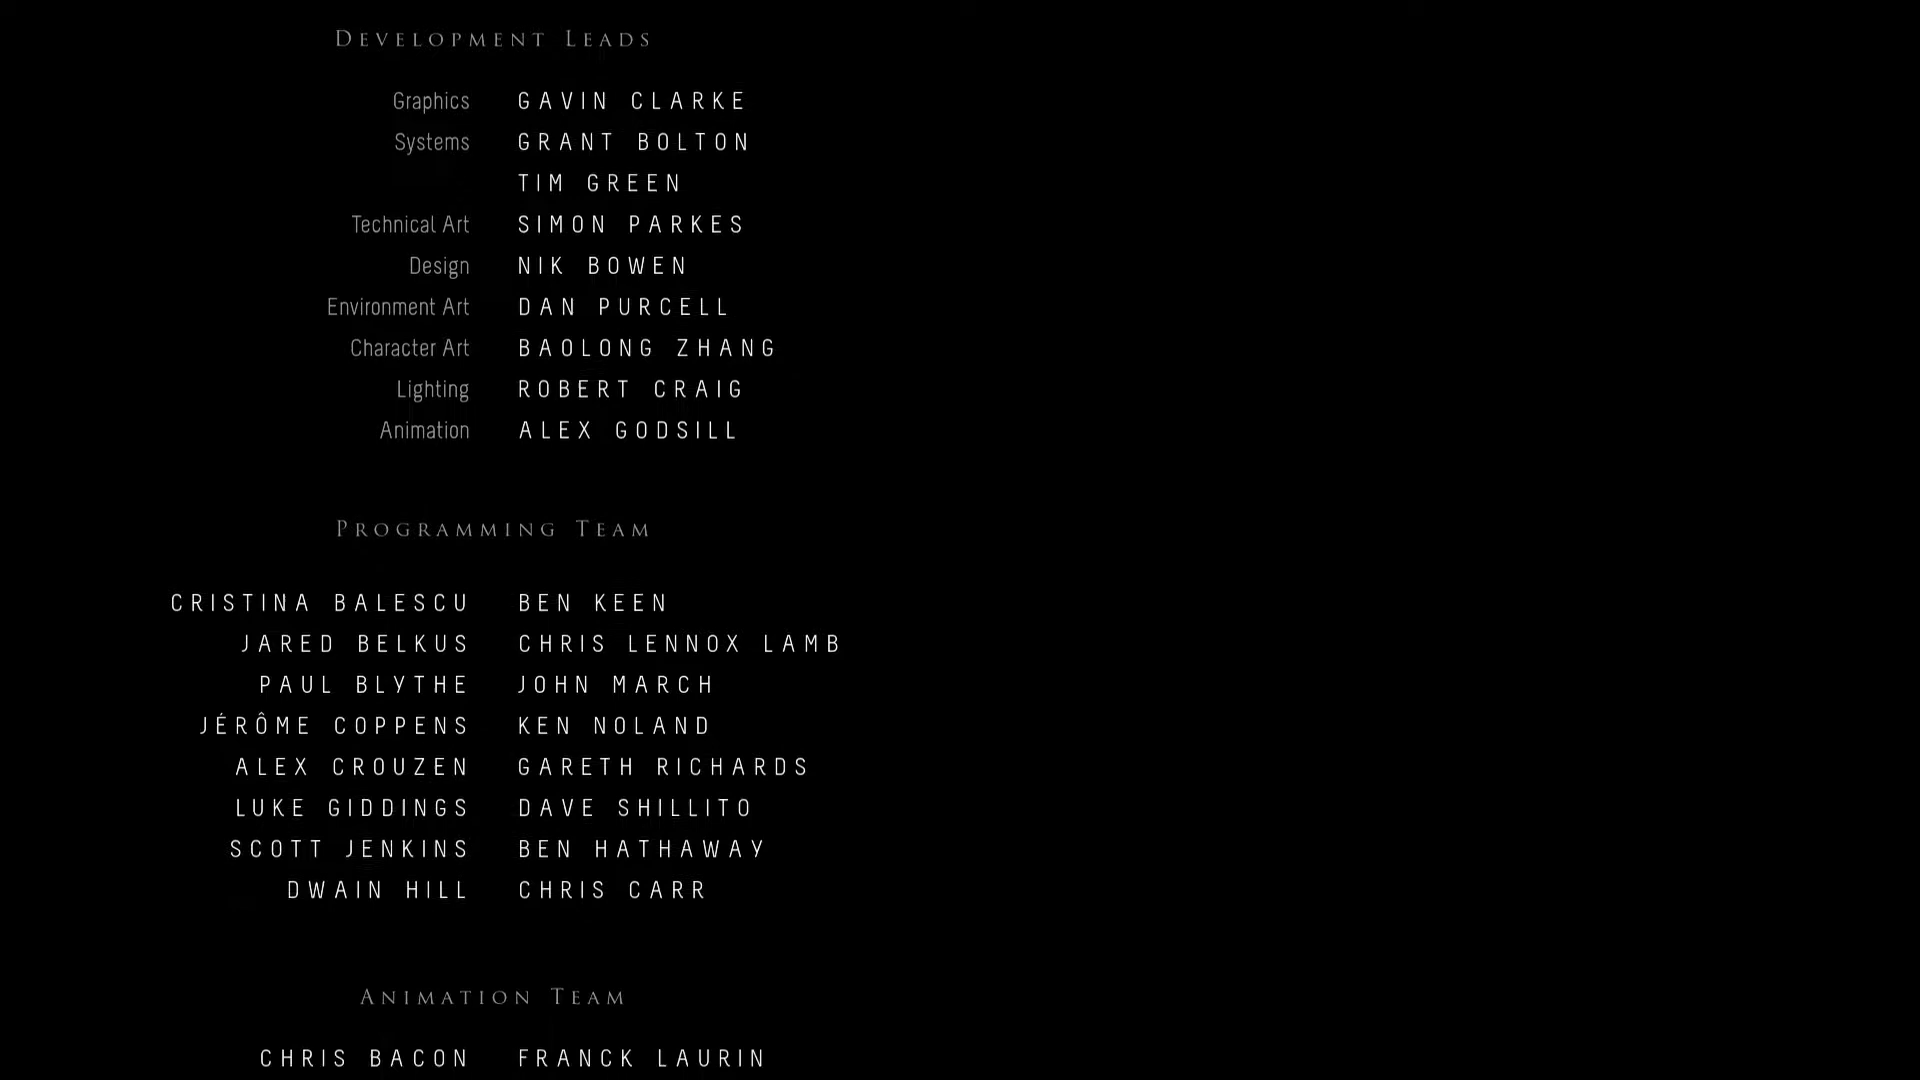 Development Leads
Graphics GAVIN CLARKE
Systems GRANT BOLTON
TIM GREEN
Technical Art SIMON PARKES
Design NIK BOWEN
Environment Art DAN PURCELL
Character Art BAOLONG ZHANG
Lighting ROBERT CRAIG
Animation ALEX GODSILL
Programming Team
CRISTINA BALESCU BEN KEEN
JARED BELKUS CHRIS LENNOX LAMB
PAUL BLYTHE JOHN MARCH
JÉRÔME COPPENS KEN NOLAND
ALEX CROUZEN GARETH RICHARDS
LUKE GIDDINGS DAVE SHILLITO
SCOTT JENKINS BEN HATHAWAY
DWAIN HILL CHRIS CARR
Animation Team
CHRIS BACON FRANCK LAURIN